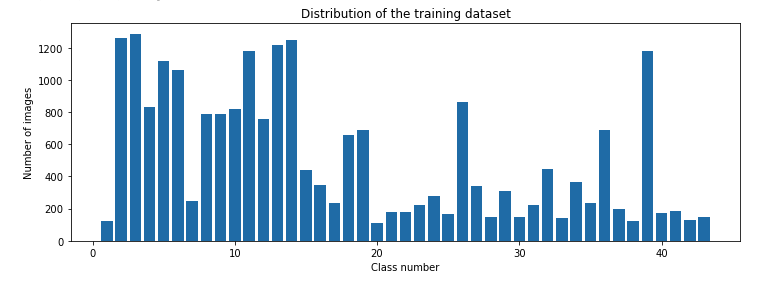 Distribution of the training dataset
Number of images
1200
1000
800
600
400
200
0
0 10 20 30 40
Class number